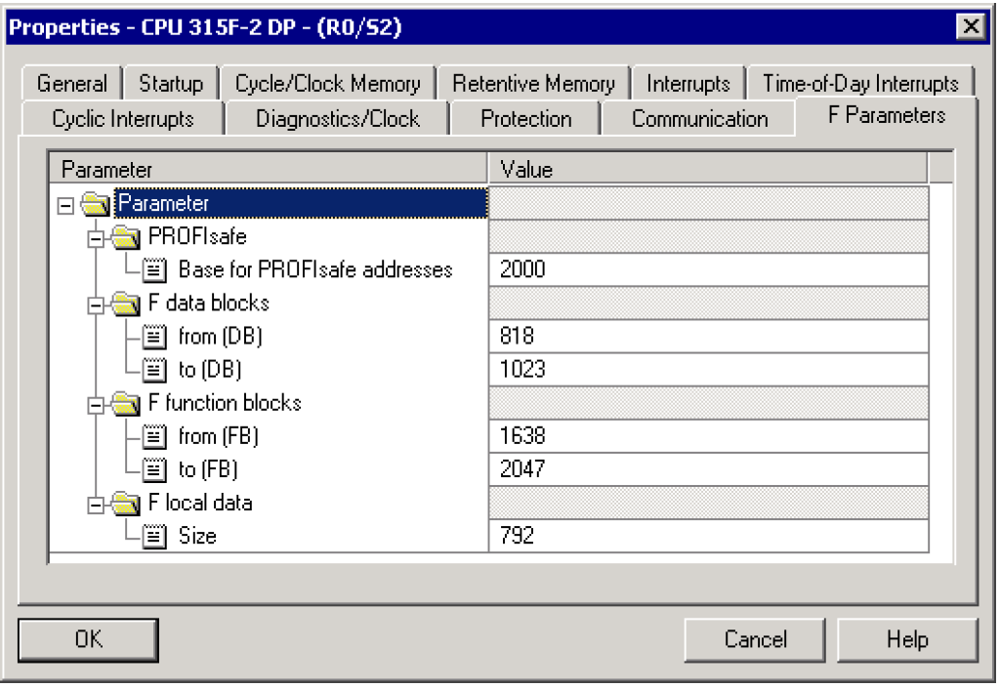 Properties - CPU 315F-2 DP - (R0/S2)
General Startup Cycle/Clock Memory Retentive Memory Interrupts Time-of-Day Interrupts
Cyclic Interrupts Diagnostics/Clock Protection Communication F Parameters
Parameter Value
Parameter
PROFIsafe
Base for PROFIsafe addresses 2000
F data blocks
from (DB) 818
to (DB) 1023
F function blocks
from (FB) 1638
to (FB) 2047
F local data
Size 792
OK Cancel Help